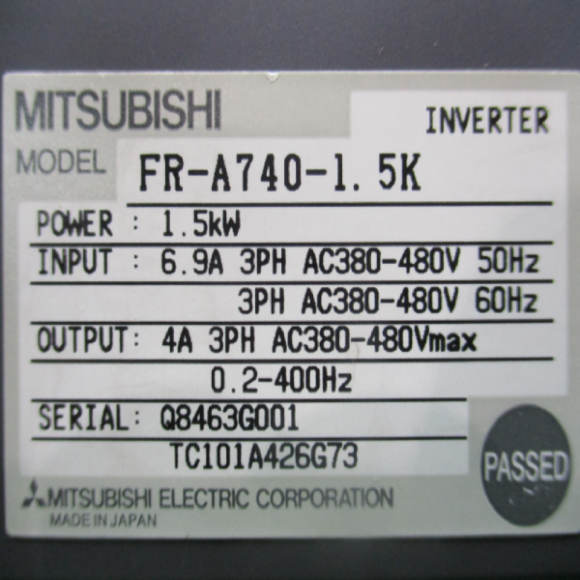 MITSUBISHI
INVERTER
MODEL FR-A740-1.5K
POWER : 1.5kW
INPUT : 6.9A 3PH AC380-480V 50Hz
3PH AC380-480V 60Hz
OUTPUT: 4A 3PH AC380-480Vmax
0.2-400Hz
SERIAL: Q8463G001
TC101A426G73
PASSED
MITSUBISHI ELECTRIC CORPORATION
MADE IN JAPAN